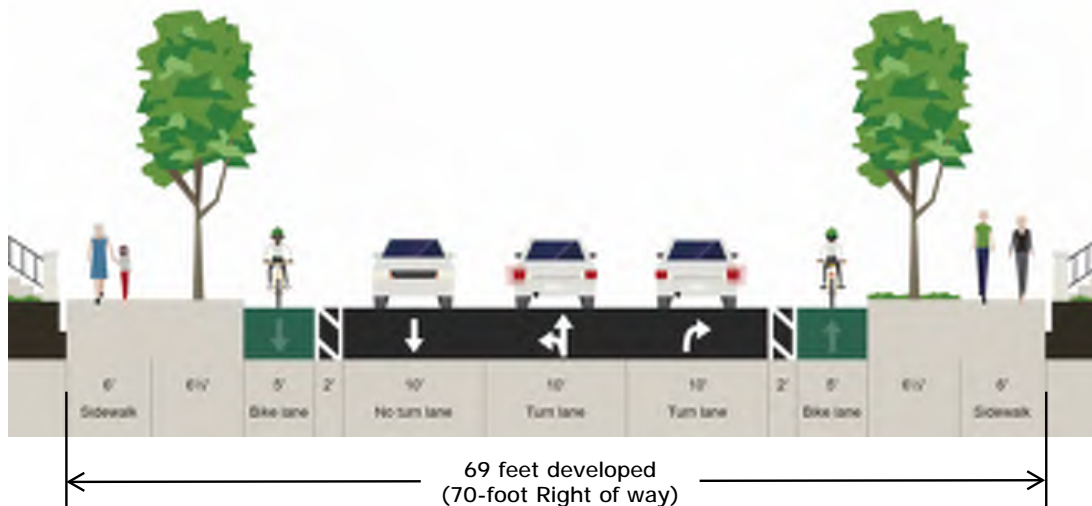 6' 6½' 5' 2' 10' 10' 10' 2' 5' 6½' 6'
Sidewalk Bike lane No turn lane Turn lane Turn lane Bike lane Sidewalk
69 feet developed
(70-foot Right of way)